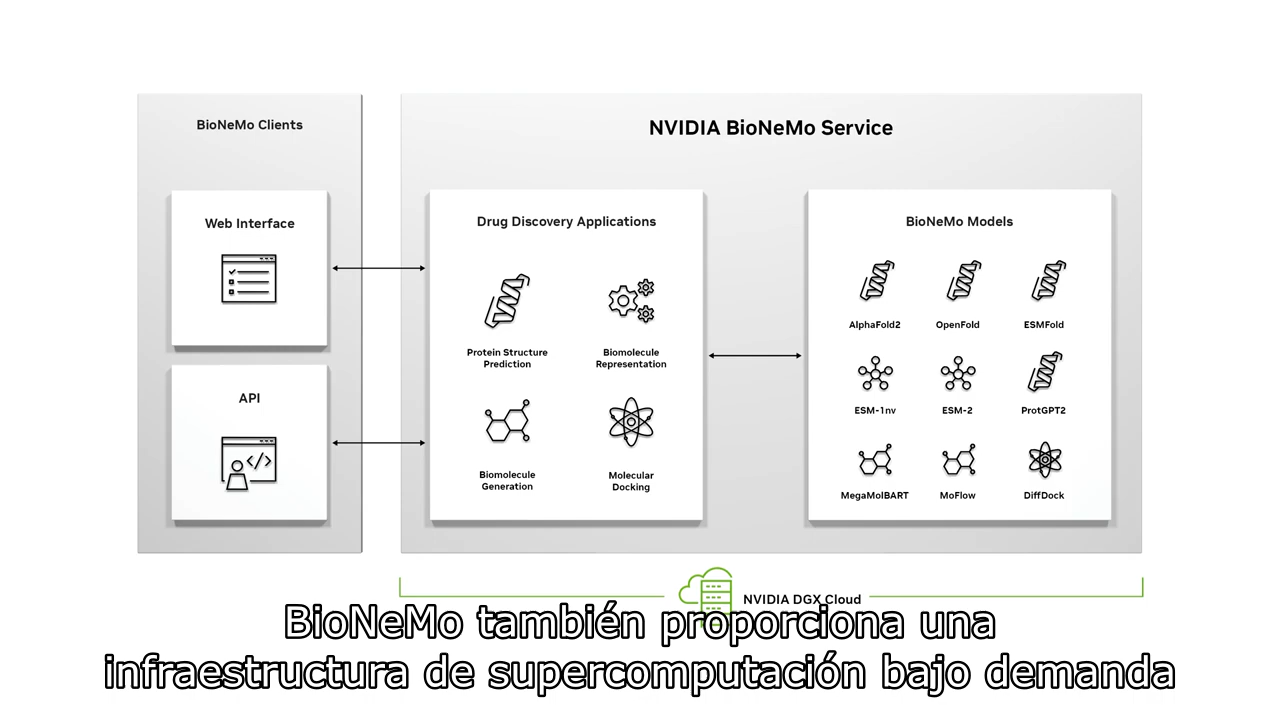 BioNeMo Clients
Web Interface
API
NVIDIA BioNeMo Service
Drug Discovery Applications
Protein Structure
Prediction
Biomolecule
Representation
Biomolecule
Generation
Molecular
Docking
BioNeMo Models
AlphaFold2
OpenFold
ESMFold
ESM-1nv
ESM-2
ProtGPT2
MegaMolBART
MoFlow
DiffDock
NVIDIA DGX Cloud
BioNeMo también proporciona una
infraestructura de supercomputación bajo demanda